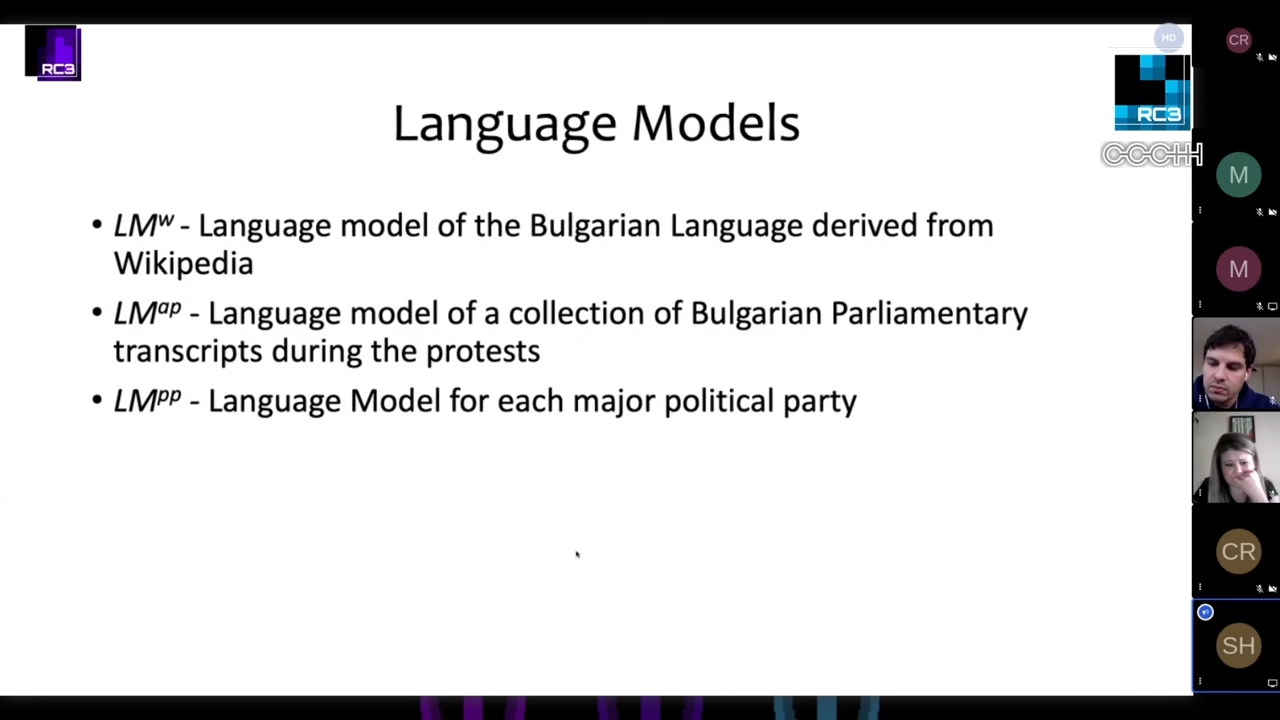 RC3
HD
CR
RC3
CCCHH
Language Models
M
• LMʷ - Language model of the Bulgarian Language derived from
Wikipedia
M
• LMᵃᵖ - Language model of a collection of Bulgarian Parliamentary
transcripts during the protests
• LMᵖᵖ - Language Model for each major political party
CR
SH